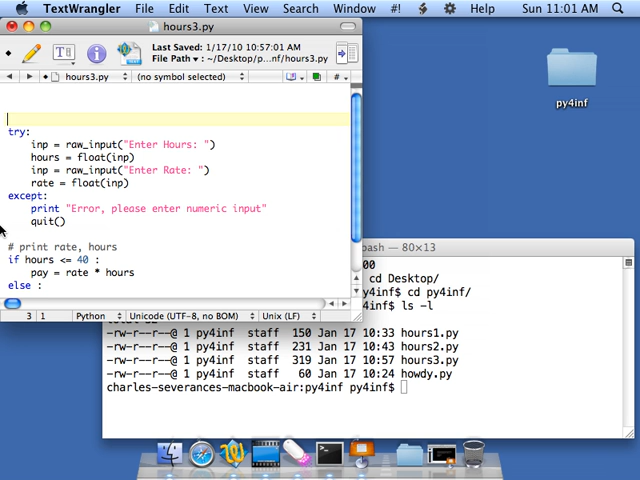 TextWrangler File Edit Text View Search Window #! Help Sun 11:01 AM
hours3.py
Last Saved: 1/17/10 10:57:01 AM
File Path : ~/Desktop/p...nf/hours3.py
hours3.py (no symbol selected) #
try:
inp = raw_input("Enter Hours: ")
hours = float(inp)
inp = raw_input("Enter Rate: ")
rate = float(inp)
except:
print "Error, please enter numeric input"
quit()
# print rate, hours
if hours <= 40 :
pay = rate * hours
else :
3 1 Python Unicode (UTF-8, no BOM) Unix (LF)
py4inf
bash — 80×13
00
cd Desktop/
py4inf$ cd py4inf/
py4inf$ ls -l
-rw-r--r--@ 1 py4inf staff 150 Jan 17 10:33 hours1.py
-rw-r--r--@ 1 py4inf staff 231 Jan 17 10:43 hours2.py
-rw-r--r--@ 1 py4inf staff 319 Jan 17 10:57 hours3.py
-rw-r--r--@ 1 py4inf staff 60 Jan 17 10:24 howdy.py
charles-severances-macbook-air:py4inf py4inf$